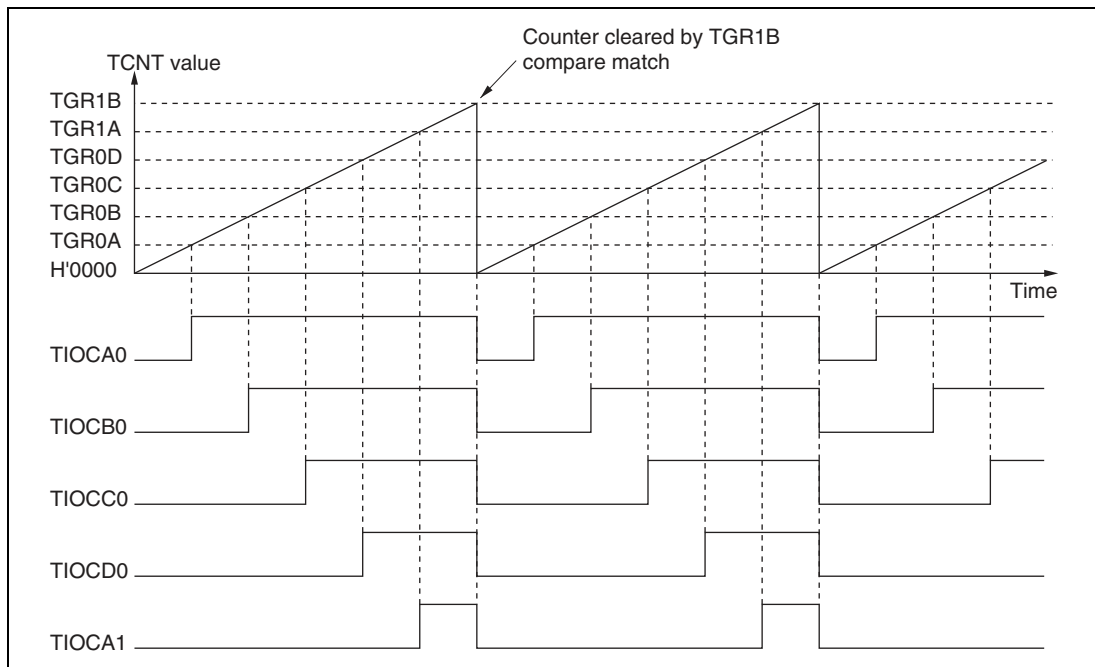 Counter cleared by TGR1B
compare match
TCNT value
TGR1B
TGR1A
TGR0D
TGR0C
TGR0B
TGR0A
H'0000
Time
TIOCA0
TIOCB0
TIOCC0
TIOCD0
TIOCA1